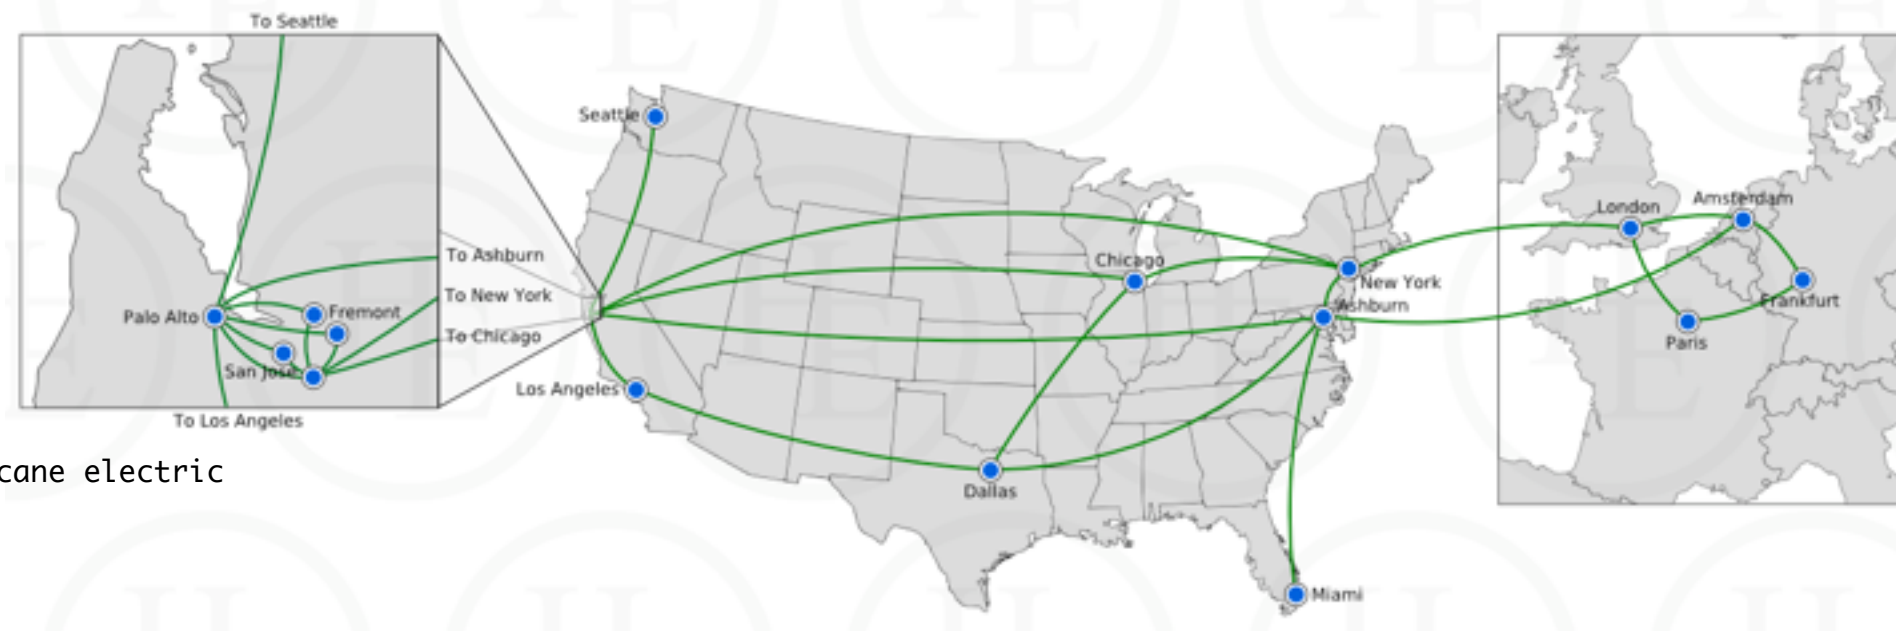 To Seattle
Seattle
To Ashburn
To New York
To Chicago
Palo Alto
Fremont
San Jose
To Los Angeles
Los Angeles
Chicago
New York
Ashburn
Dallas
Miami
London
Amsterdam
Frankfurt
Paris
cane electric